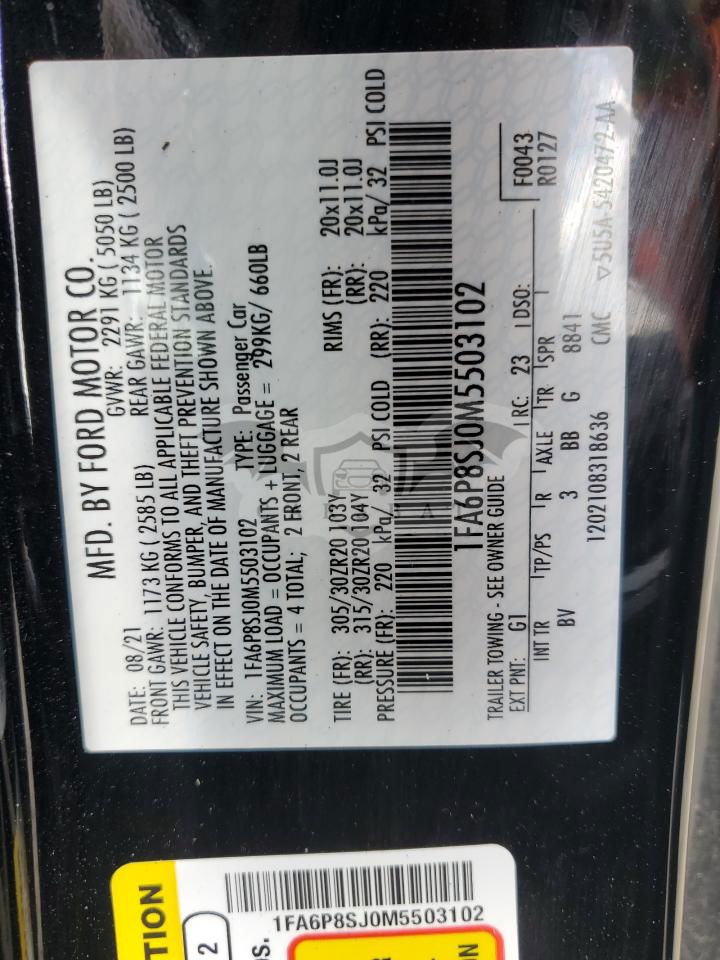 MFD. BY FORD MOTOR CO.
DATE: 08/21 GVWR: 2291 KG ( 5050 LB)
FRONT GAWR: 1173 KG ( 2585 LB) REAR GAWR: 1134 KG ( 2500 LB)
THIS VEHICLE CONFORMS TO ALL APPLICABLE FEDERAL MOTOR
VEHICLE SAFETY, BUMPER, AND THEFT PREVENTION STANDARDS
IN EFFECT ON THE DATE OF MANUFACTURE SHOWN ABOVE.
VIN: 1FA6P8SJ0M5503102 TYPE: Passenger Car
MAXIMUM LOAD = OCCUPANTS + LUGGAGE = 299KG/ 660LB
OCCUPANTS = 4 TOTAL; 2 FRONT, 2 REAR
TIRE (FR): 305/30ZR20 103Y RIMS (FR): 20x11.0J
(RR): 315/30ZR20 104Y (RR): 20x11.0J
PRESSURE (FR): 220 kPa/ 32 PSI COLD (RR): 220 kPa/ 32 PSI COLD
1FA6P8SJ0M5503102
TRAILER TOWING - SEE OWNER GUIDE F0043
EXT PNT: G1 RC: 23 DSO: R0127
INT TR TP/PS R AXLE TR SPR
BV 3 BB G 8841
1202108318636 CMC ▽5U5A-5420472-AA
TION
1FA6P8SJ0M5503102
2
OS.
G
ON